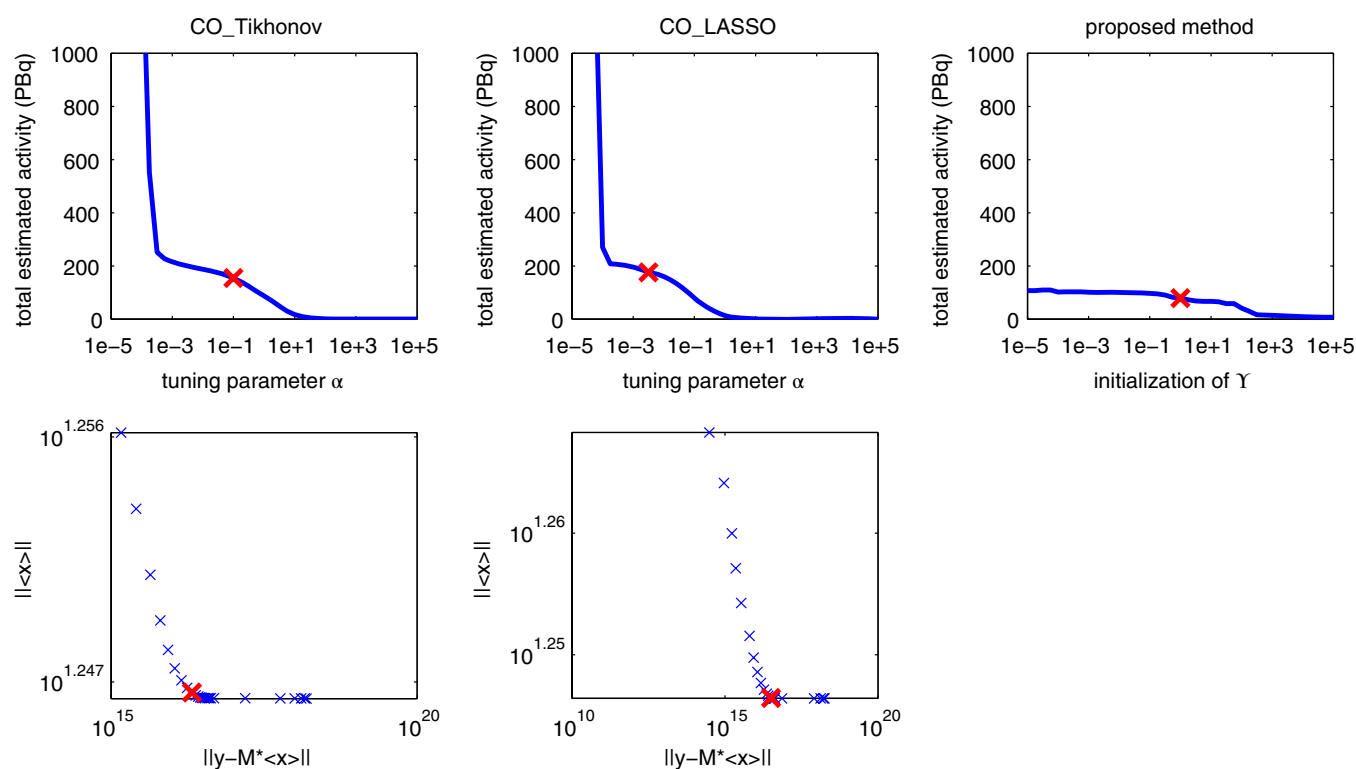 CO_Tikhonov
CO_LASSO
proposed method
total estimated activity (PBq)
1000
800
600
400
200
0
1e−5 1e−3 1e−1 1e+1 1e+3 1e+5
tuning parameter α
total estimated activity (PBq)
1000
800
600
400
200
0
1e−5 1e−3 1e−1 1e+1 1e+3 1e+5
tuning parameter α
total estimated activity (PBq)
1000
800
600
400
200
0
1e−5 1e−3 1e−1 1e+1 1e+3 1e+5
initialization of ϒ
||<x>||
10^1.256
10^1.247
10^15 10^20
||y−M*<x>||
||<x>||
10^1.26
10^1.25
10^10 10^15 10^20
||y−M*<x>||